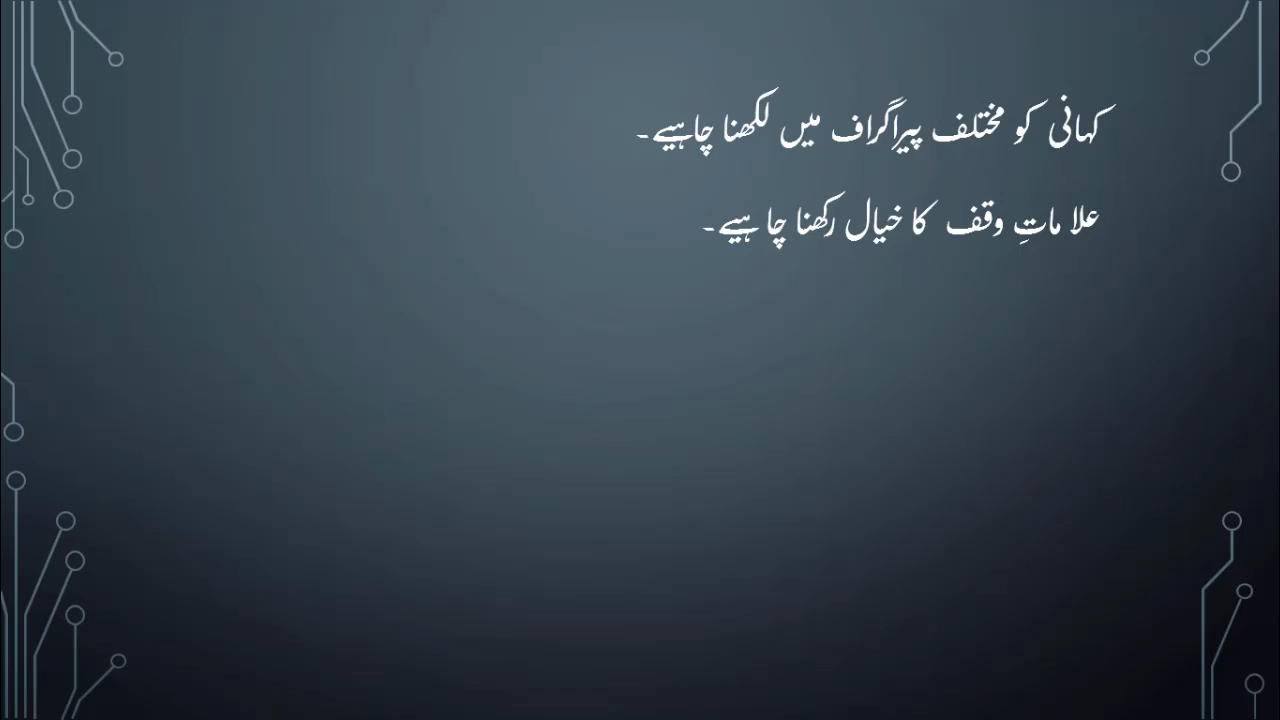 کہانی کو مختلف پیراگراف میں لکھنا چاہیے۔
علاماتِ وقف کا خیال رکھنا چاہیے۔